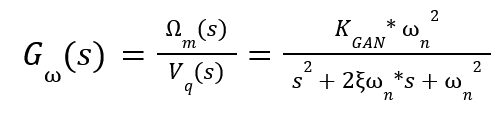 G_ω(s) = Ω_m(s) / V_q(s) = K_GAN * ω_n^2 / (s^2 + 2ξω_n*s + ω_n^2)